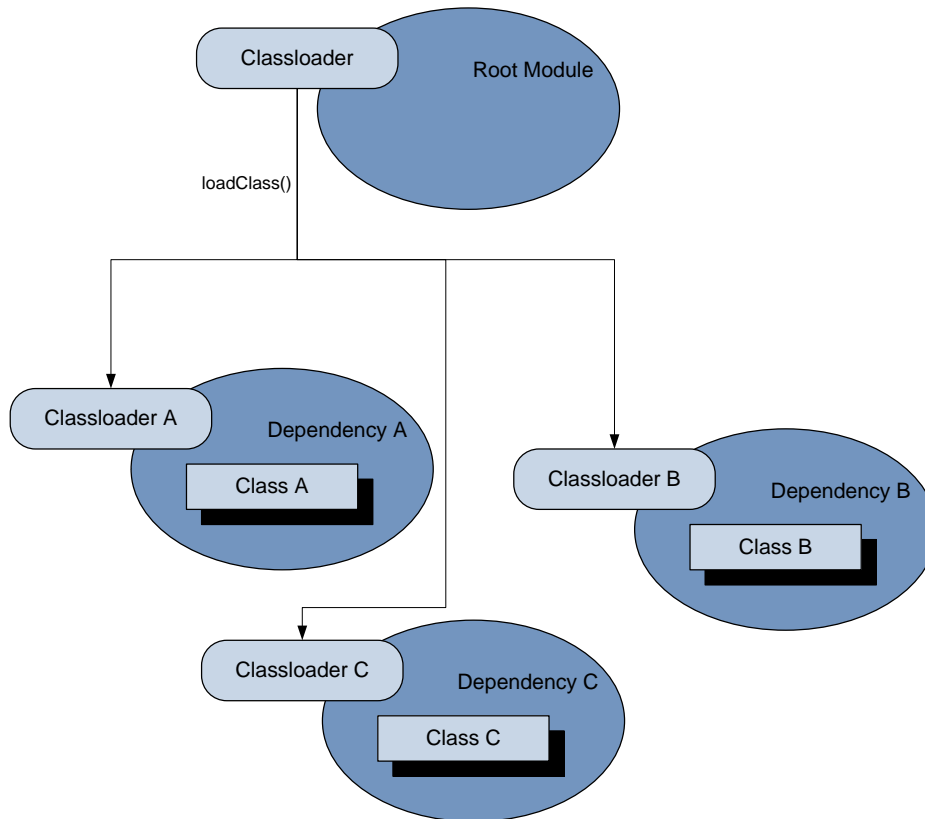 Classloader
Root Module
loadClass()
Classloader A
Dependency A
Class A
Classloader B
Dependency B
Class B
Classloader C
Dependency C
Class C